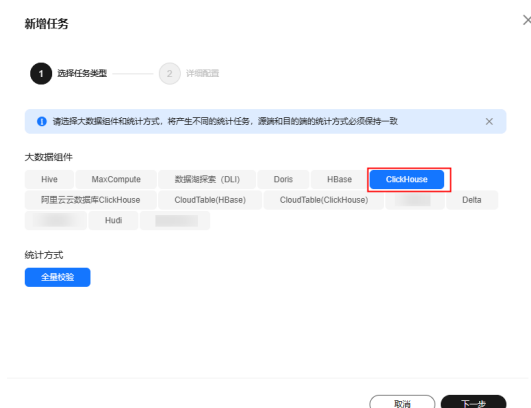 新增任务
1 选择任务类型 2 详细配置
请选择大数据组件和统计方式，将产生不同的统计任务，源端和目的端的统计方式必须保持一致
大数据组件
Hive MaxCompute 数据湖探索（DLI） Doris HBase ClickHouse
阿里云云数据库ClickHouse CloudTable(HBase) CloudTable(ClickHouse) Delta
Hudi
统计方式
全量校验
取消 下一步